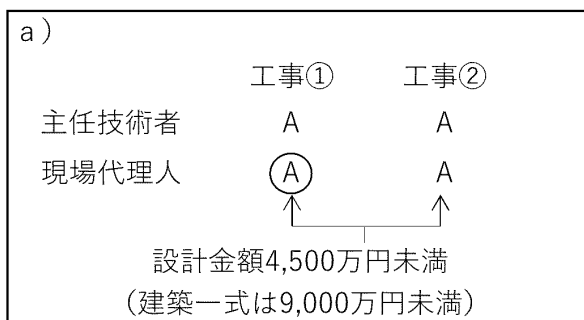 a）
工事① 工事②
主任技術者 A A
現場代理人 A A
設計金額4,500万円未満
（建築一式は9,000万円未満）